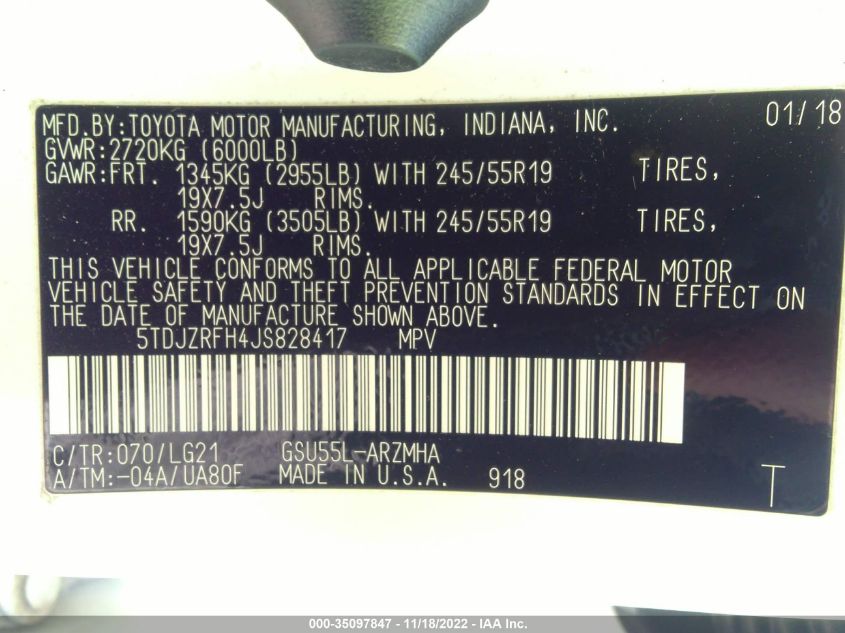 MFD.BY:TOYOTA MOTOR MANUFACTURING, INDIANA, INC. 01/18
GVWR:2720KG (6000LB)
GAWR:FRT. 1345KG (2955LB) WITH 245/55R19 TIRES,
19X7.5J RIMS.
RR. 1590KG (3505LB) WITH 245/55R19 TIRES,
19X7.5J RIMS.
THIS VEHICLE CONFORMS TO ALL APPLICABLE FEDERAL MOTOR
VEHICLE SAFETY AND THEFT PREVENTION STANDARDS IN EFFECT ON
THE DATE OF MANUFACTURE SHOWN ABOVE.
5TDJZRFH4JS828417 MPV
C/TR:070/LG21 GSU55L-ARZMHA
A/TM:-04A/UA80F MADE IN U.S.A. 918 T
000-35097847 - 11/18/2022 - IAA Inc.